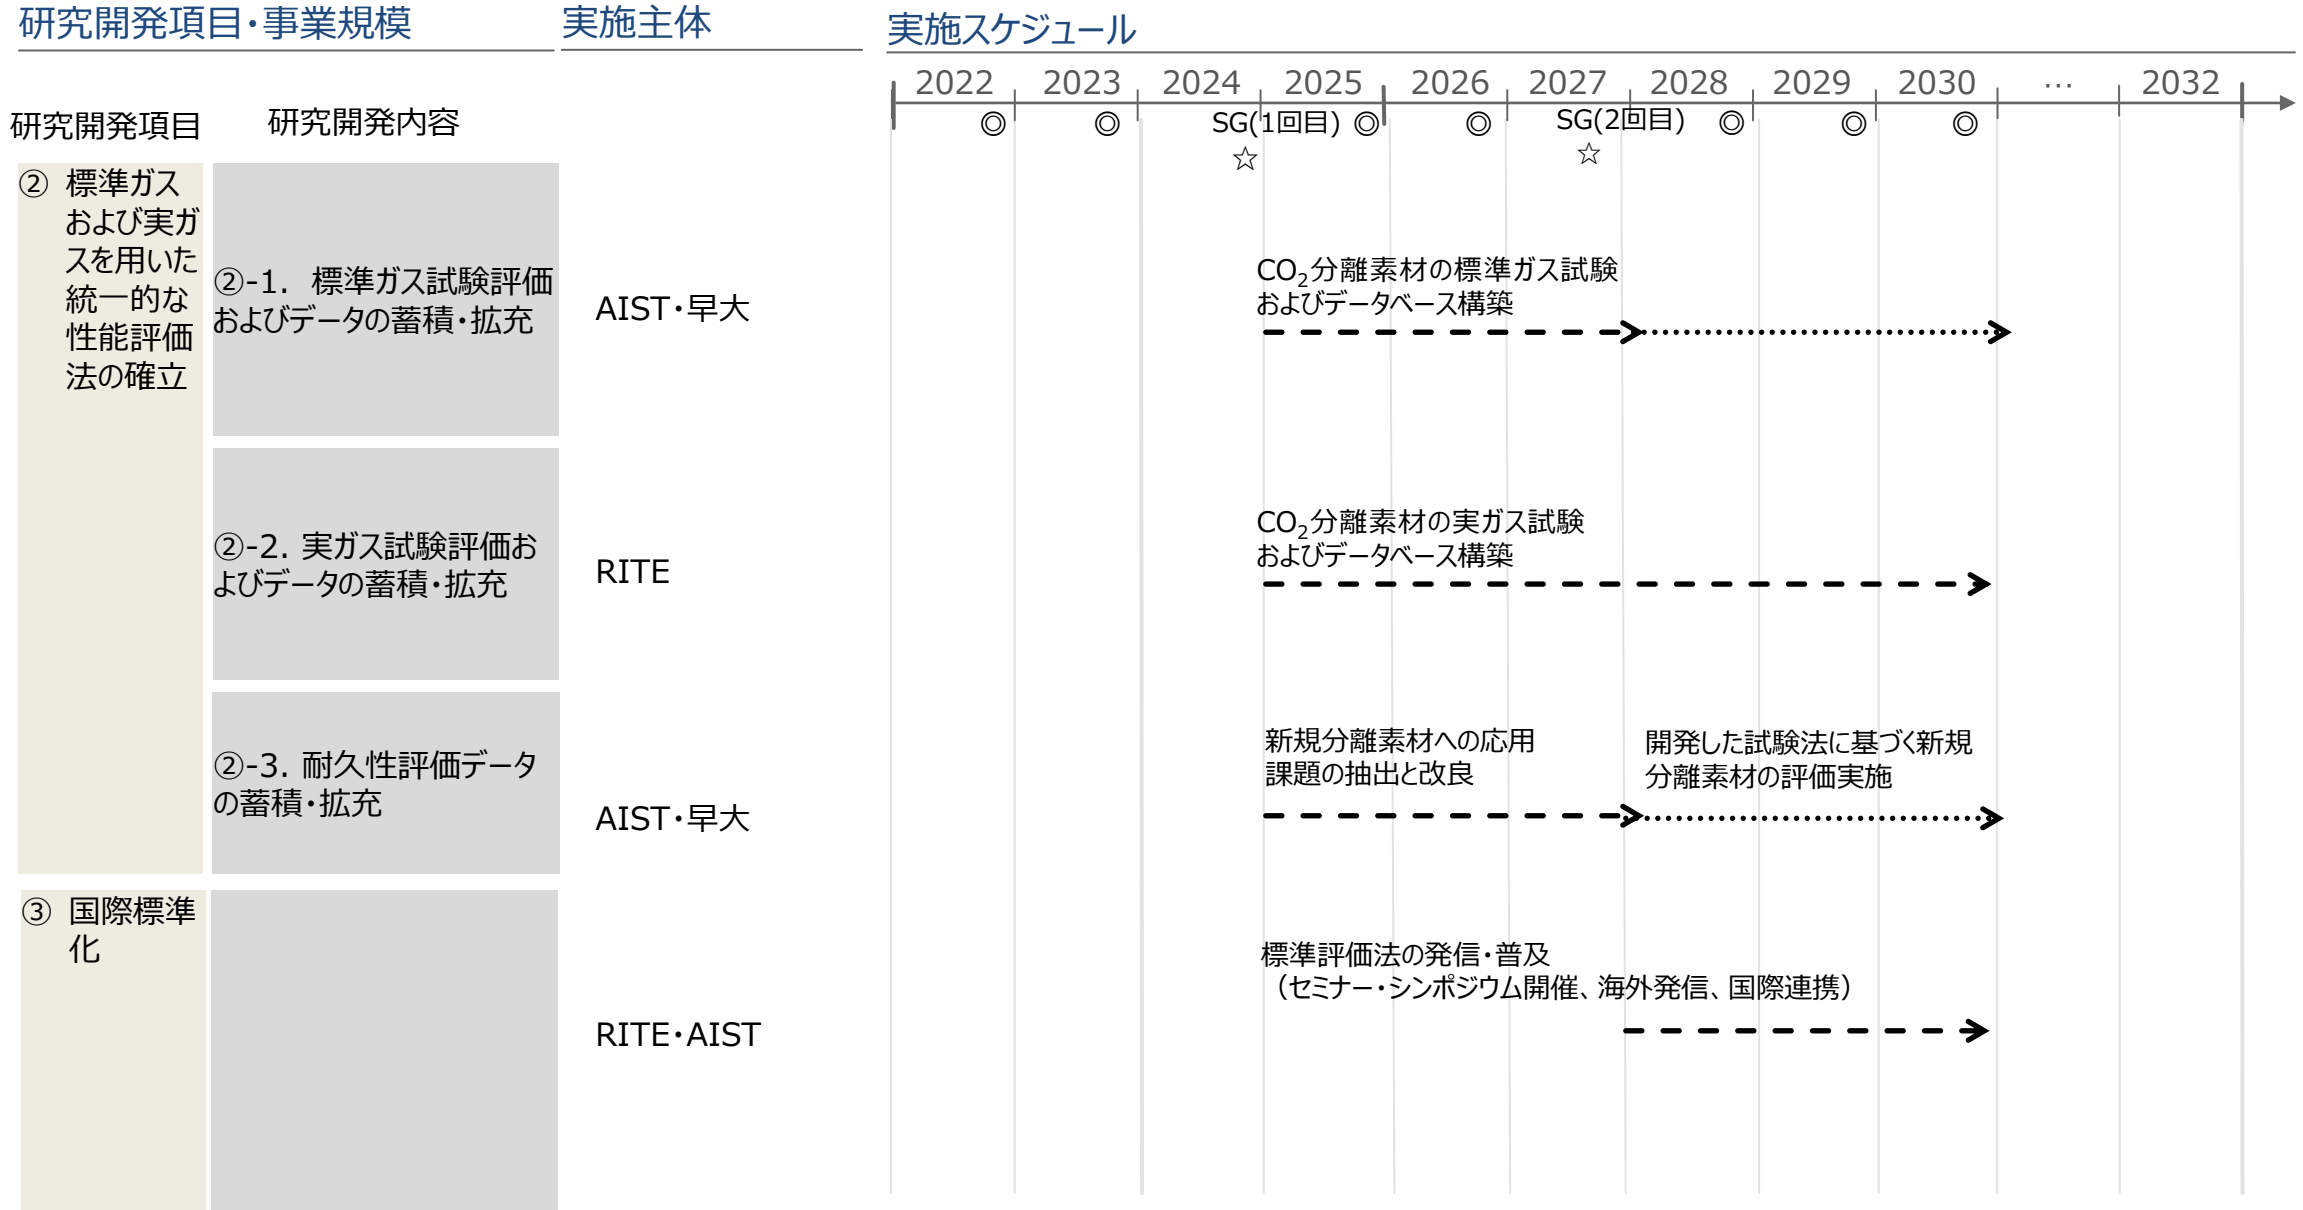 研究開発項目・事業規模
実施主体
実施スケジュール
2022 2023 2024 2025 2026 2027 2028 2029 2030 … 2032
研究開発項目
研究開発内容
◎ ◎ SG(1回目) ◎ ◎ SG(2回目) ◎ ◎ ◎
☆ ☆
② 標準ガス
および実ガ
スを用いた
統一的な
性能評価
法の確立
②-1. 標準ガス試験評価
およびデータの蓄積・拡充
AIST・早大
CO₂分離素材の標準ガス試験
およびデータベース構築
②-2. 実ガス試験評価お
よびデータの蓄積・拡充
RITE
CO₂分離素材の実ガス試験
およびデータベース構築
②-3. 耐久性評価データ
の蓄積・拡充
AIST・早大
新規分離素材への応用
課題の抽出と改良
開発した試験法に基づく新規
分離素材の評価実施
③ 国際標準
化
RITE・AIST
標準評価法の発信・普及
（セミナー・シンポジウム開催、海外発信、国際連携）